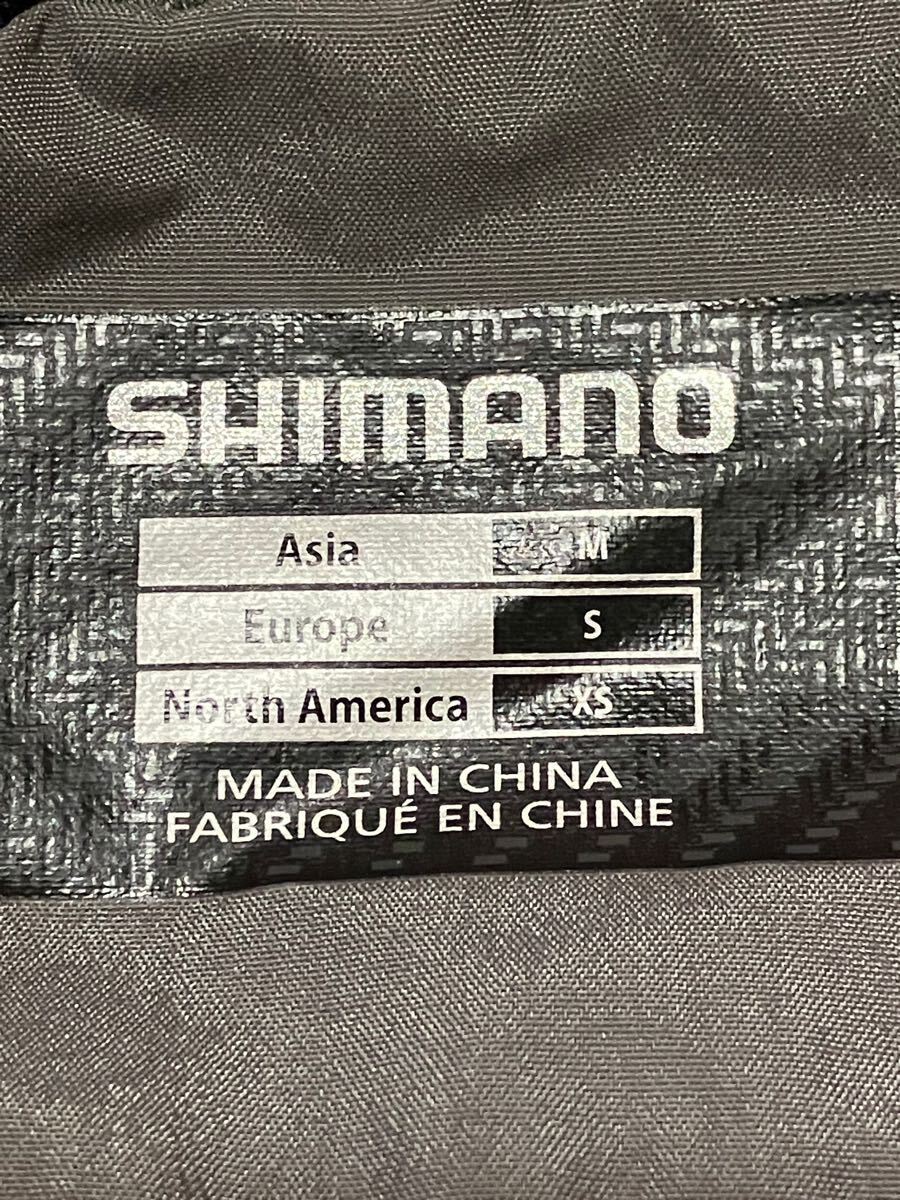 SHIMANO
Asia M
Europe S
North America XS
MADE IN CHINA
FABRIQUÉ EN CHINE